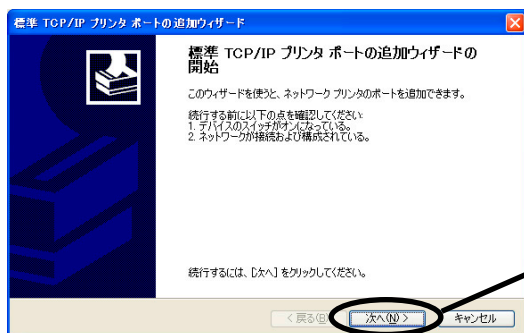 標準 TCP/IP プリンタ ポートの追加ウィザード
標準 TCP/IP プリンタ ポートの追加ウィザードの
開始
このウィザードを使うと、ネットワーク プリンタのポートを追加できます。
続行する前に以下の点を確認してください:
1. デバイスのスイッチがオンになっている。
2. ネットワークが接続および構成されている。
続行するには、[次へ] をクリックしてください。
< 戻る(B)
次へ(N) >
キャンセル